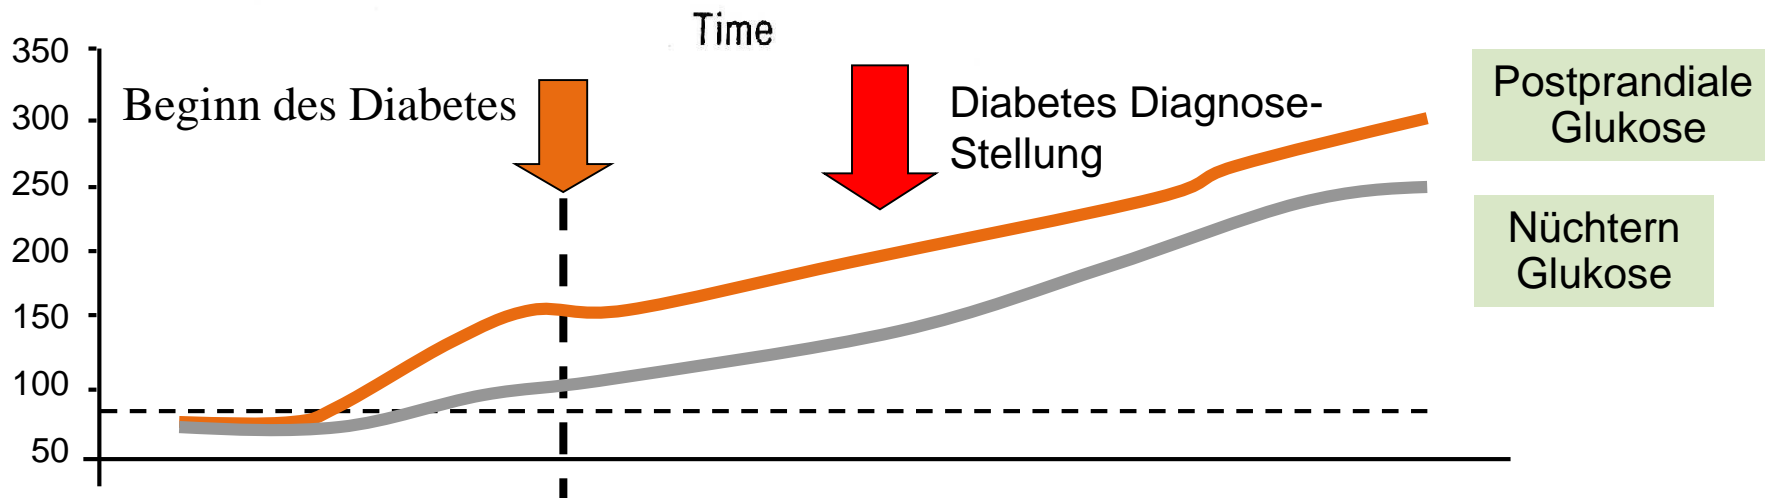 Time
350
300
250
200
150
100
50
Beginn des Diabetes
Diabetes Diagnose-
Stellung
Postprandiale
Glukose
Nüchtern
Glukose